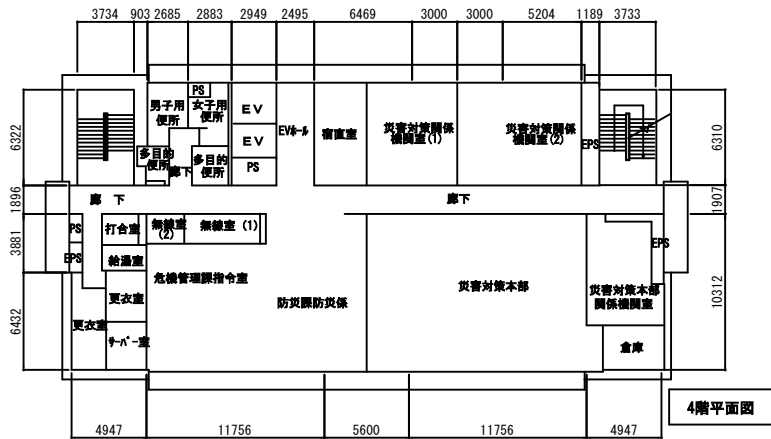 3734 903 2685 2883 2949 2495 6469 3000 3000 5204 1189 3733
6322
1896
3881
6432
男子用
便所
PS
女子用
便所
多目的
便所
廊下
多目的
便所
EV
EV
PS
EVホール
宿直室
災害対策関係
機関室(1)
災害対策関係
機関室(2)
EPS
6310
1907
10312
廊 下
廊下
PS
EPS
打合室
給湯室
更衣室
更衣室
サーバー室
無線室
(2)
無線室 (1)
危機管理課指令室
防災課防災係
災害対策本部
災害対策本部
関係機関室
EPS
倉庫
4947 11756 5600 11756 4947
4階平面図